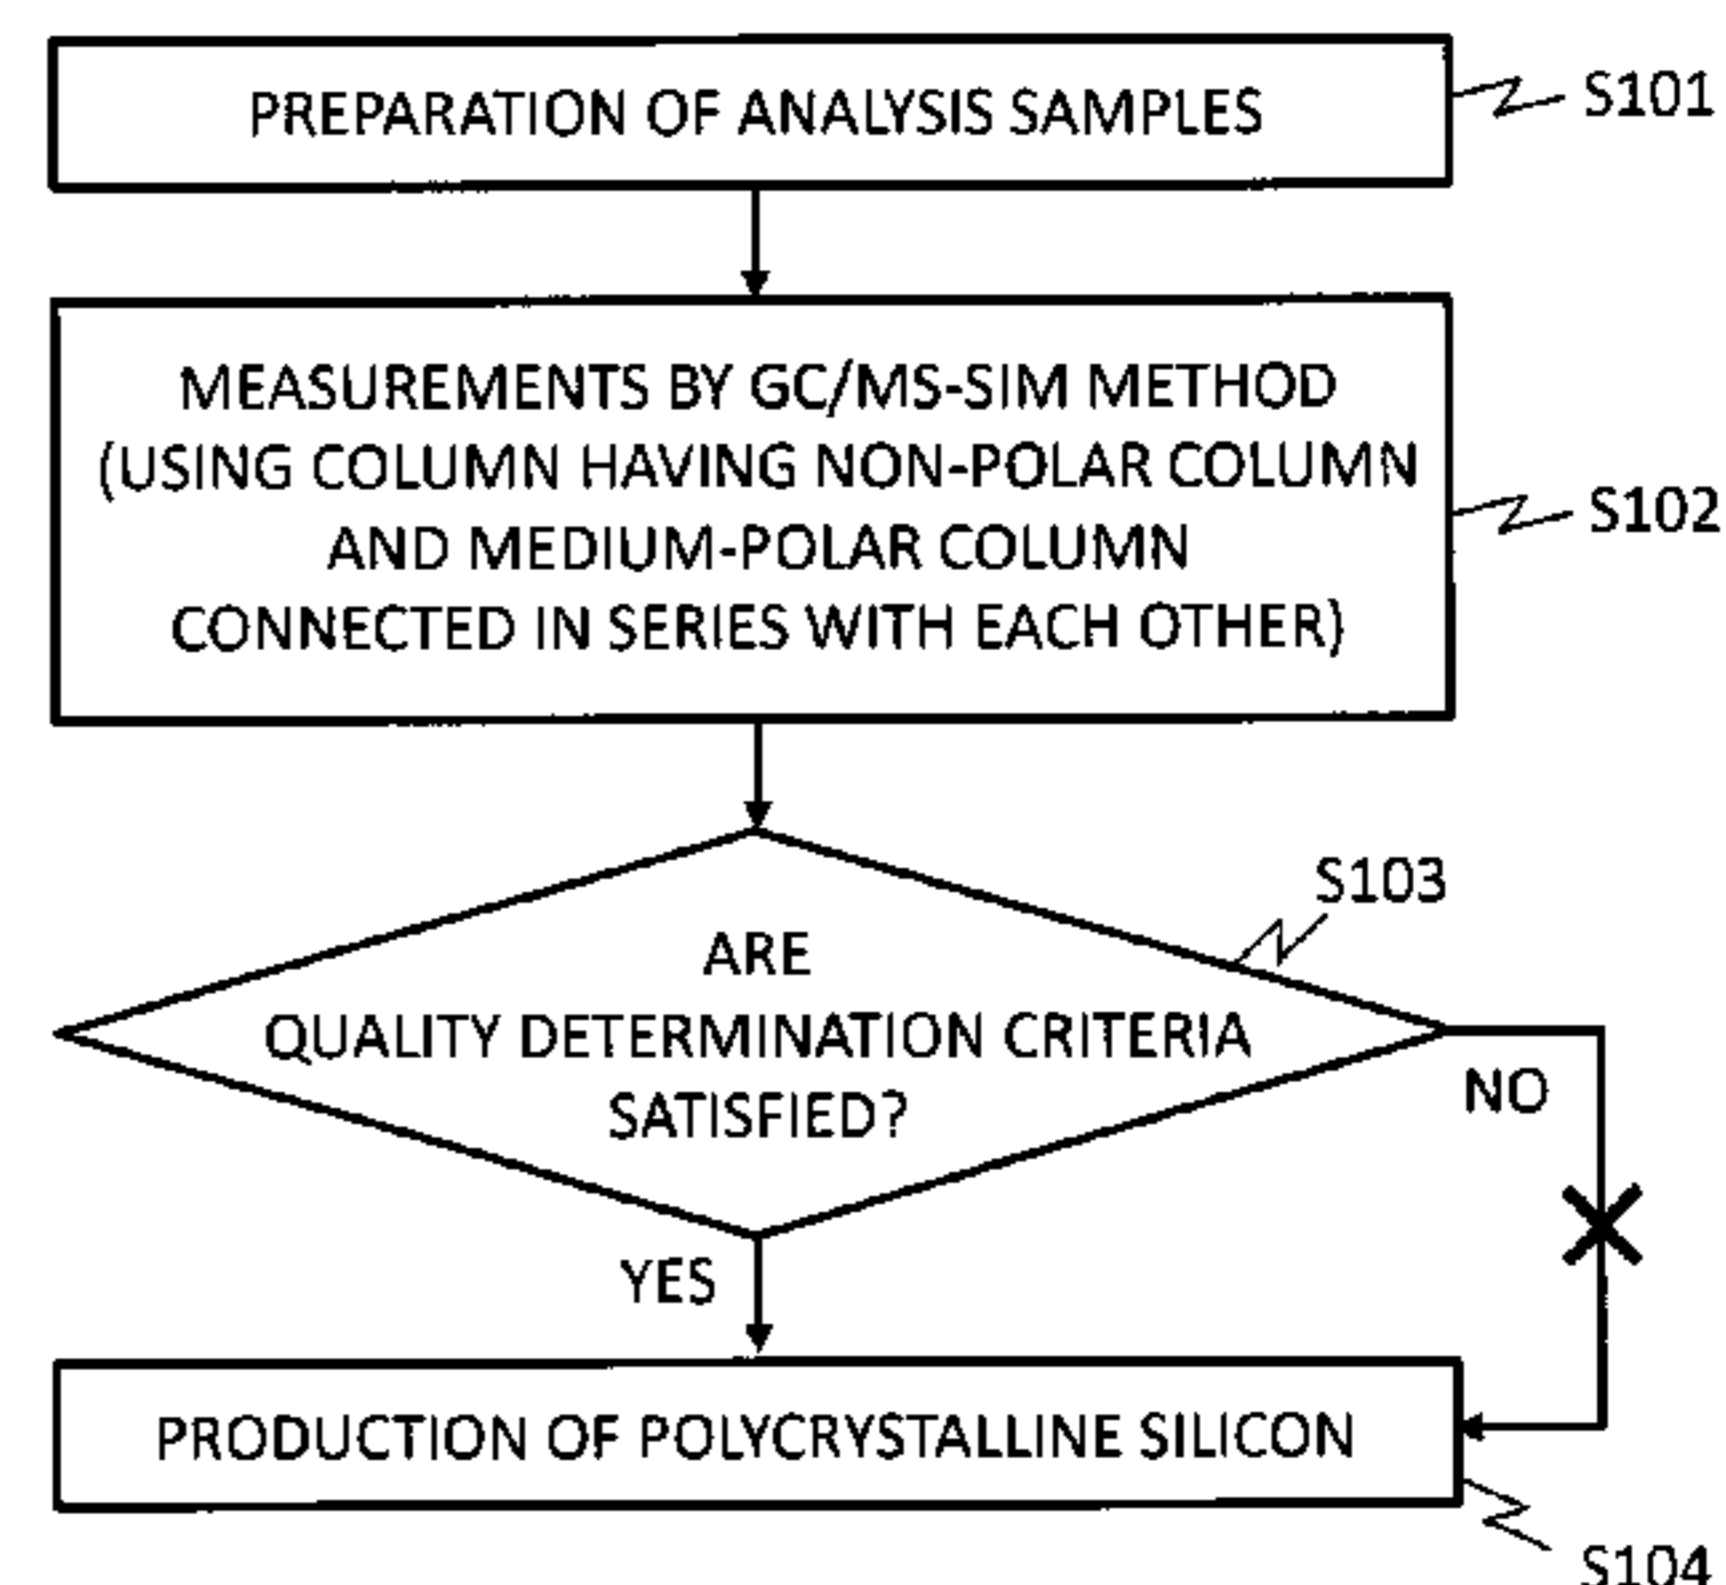 PREPARATION OF ANALYSIS SAMPLES
S101
MEASUREMENTS BY GC/MS-SIM METHOD
(USING COLUMN HAVING NON-POLAR COLUMN
AND MEDIUM-POLAR COLUMN
CONNECTED IN SERIES WITH EACH OTHER)
S102
S103
ARE
QUALITY DETERMINATION CRITERIA
SATISFIED?
NO
YES
PRODUCTION OF POLYCRYSTALLINE SILICON
S104